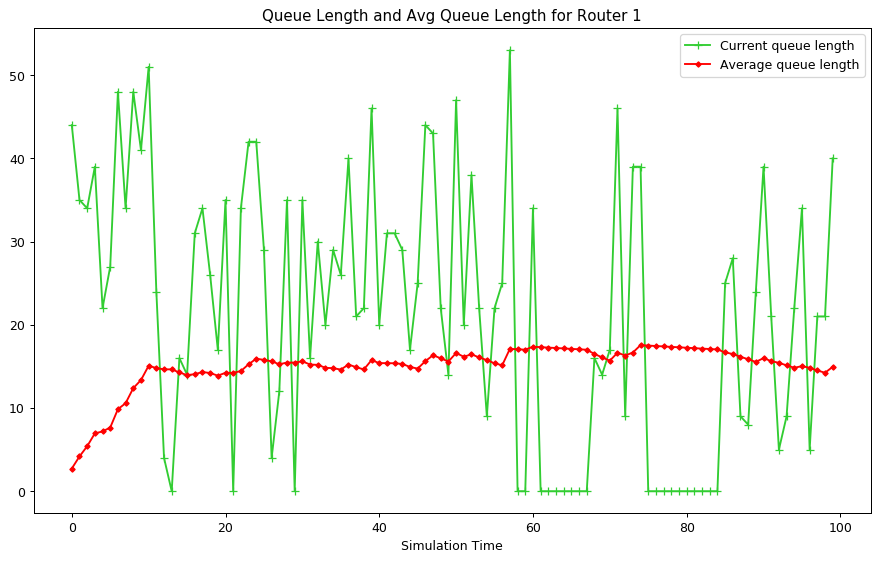 Queue Length and Avg Queue Length for Router 1
Current queue length
Average queue length
50
40
30
20
10
0
0 20 40 60 80 100
Simulation Time